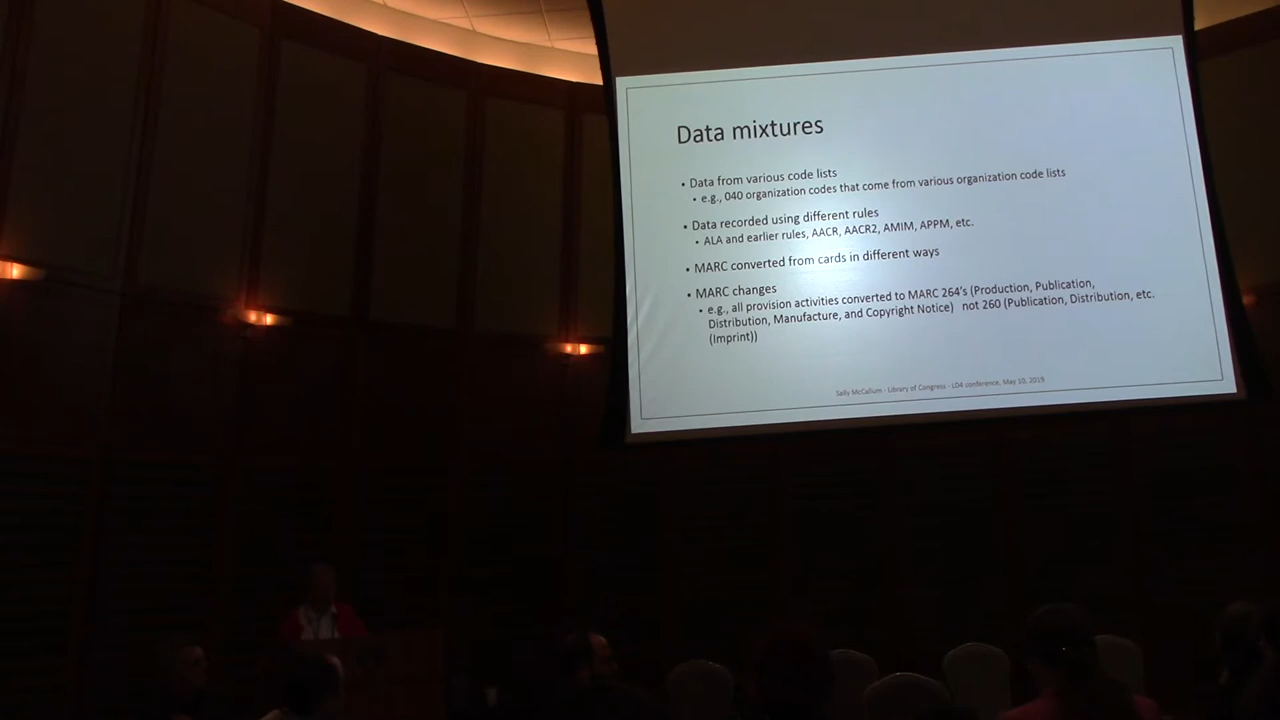 Data mixtures
• Data from various code lists
• e.g., 040 organization codes that come from various organization code lists
• Data recorded using different rules
• ALA and earlier rules, AACR, AACR2, AMIM, APPM, etc.
• MARC converted from cards in different ways
• MARC changes
• e.g., all provision activities converted to MARC 264's (Production, Publication,
Distribution, Manufacture, and Copyright Notice) not 260 (Publication, Distribution, etc.
(Imprint))
Sally McCallum - Library of Congress - LD4 conference, May 10, 2019